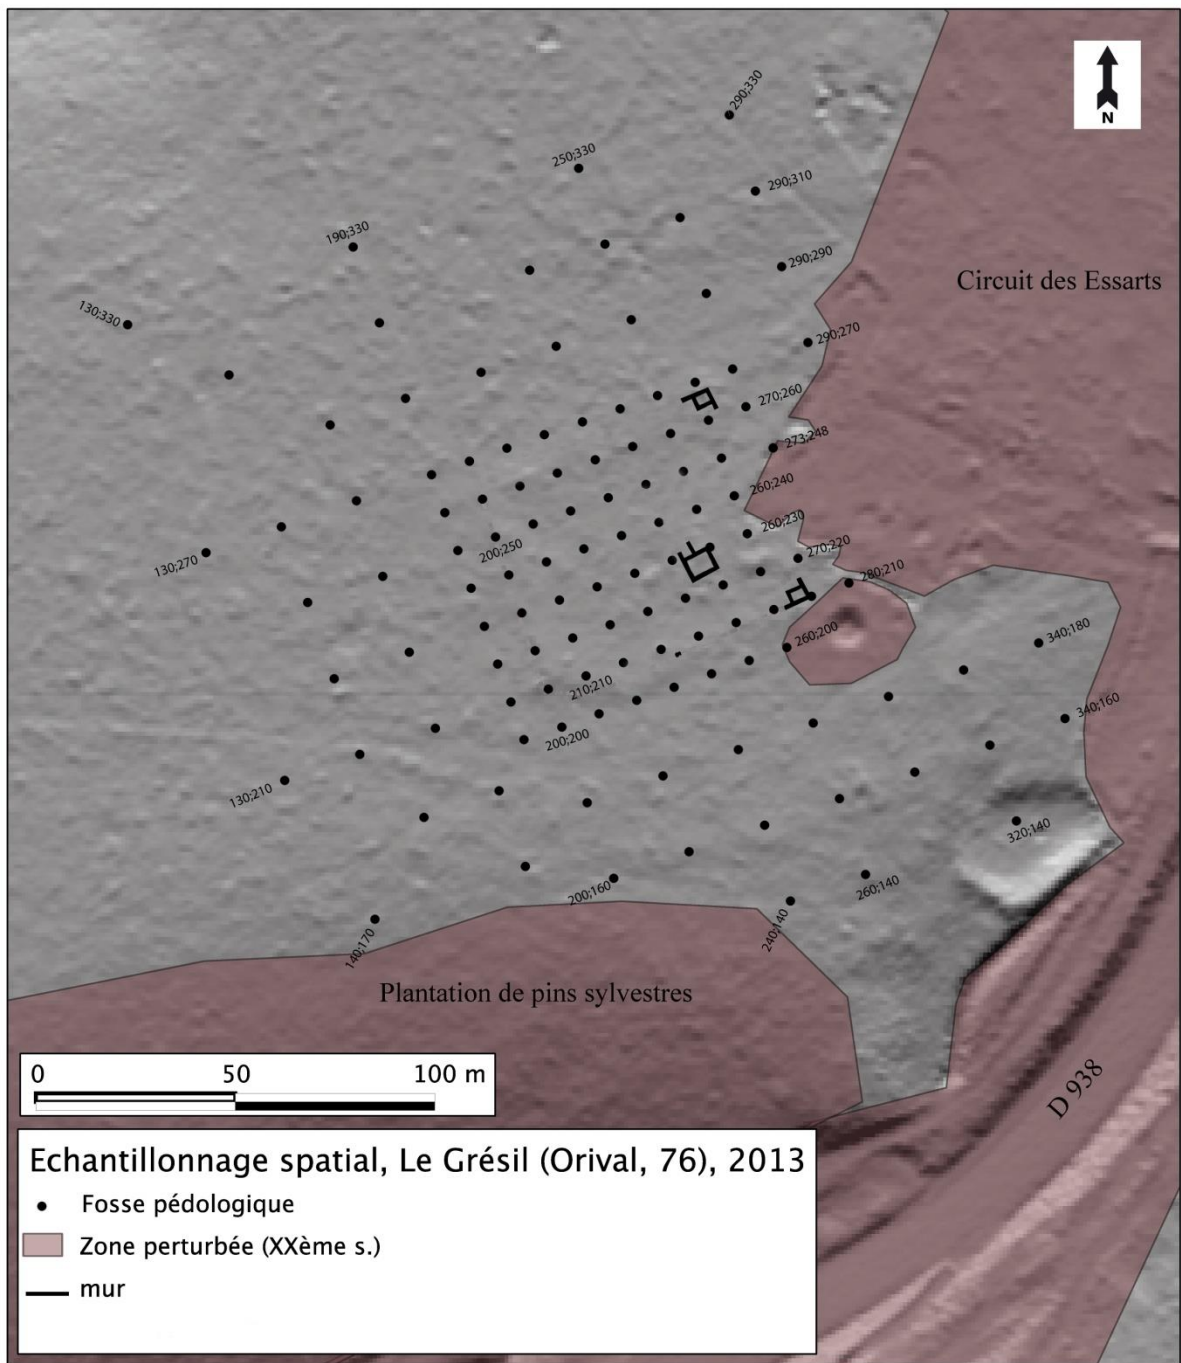 290;330
N
250;330
290;310
190;330
290;290
Circuit des Essarts
130;330
290;270
270;260
273;248
260;240
260;230
200;250
270;220
130;270
280;210
260;200
340;180
210;210
340;160
200;200
130;210
320;140
260;140
200;160
240;140
140;170
Plantation de pins sylvestres
D 938
0 50 100 m
Echantillonnage spatial, Le Grésil (Orival, 76), 2013
Fosse pédologique
Zone perturbée (XXème s.)
mur